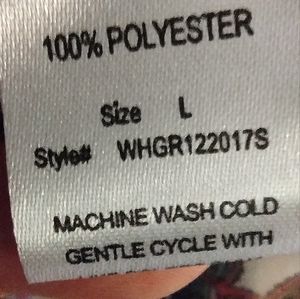 100% POLYESTER
Size L
Style# WHGR122017S
MACHINE WASH COLD
GENTLE CYCLE WITH